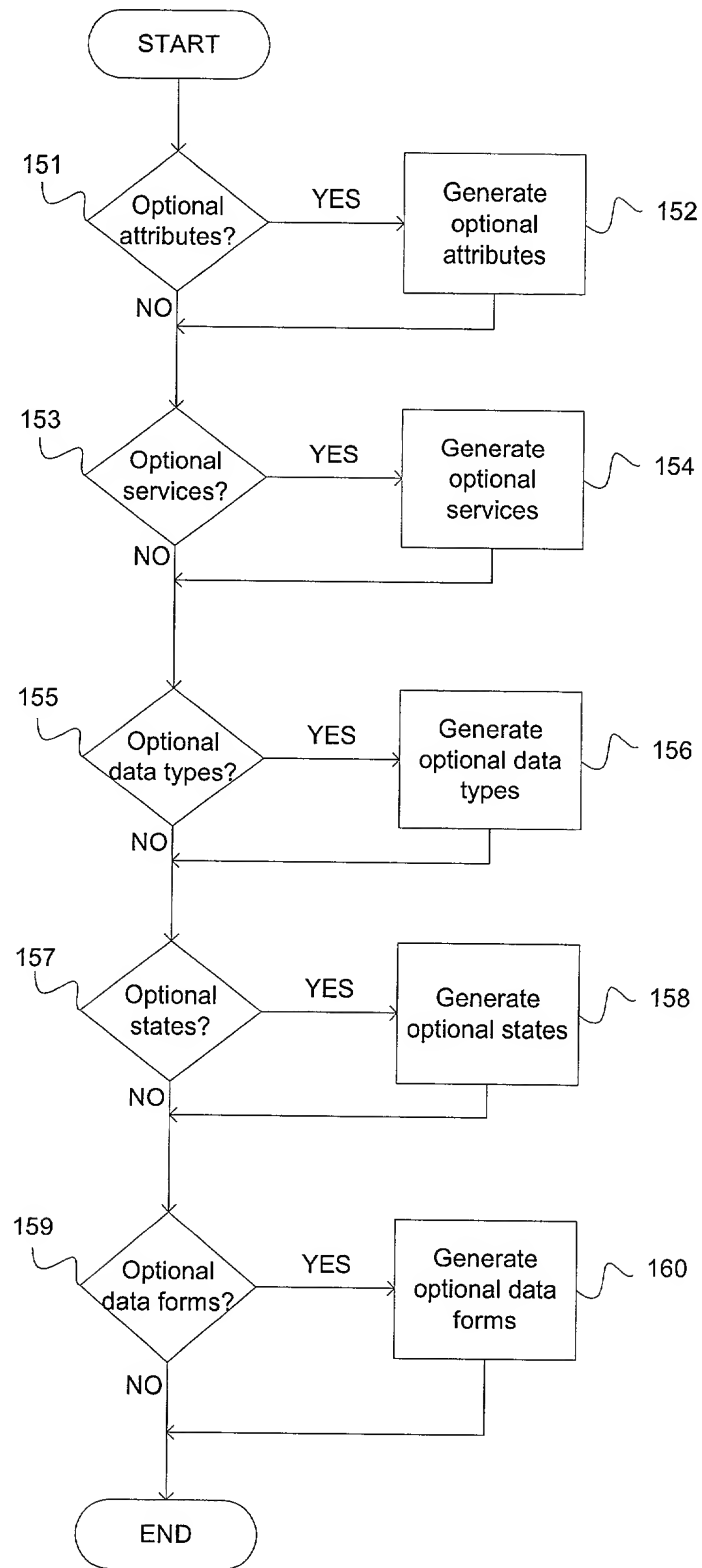 START
151
Optional
attributes?
YES
Generate
optional
attributes
152
NO
153
Optional
services?
YES
Generate
optional
services
154
NO
155
Optional
data types?
YES
Generate
optional data
types
156
NO
157
Optional
states?
YES
Generate
optional states
158
NO
159
Optional
data forms?
YES
Generate
optional data
forms
160
NO
END